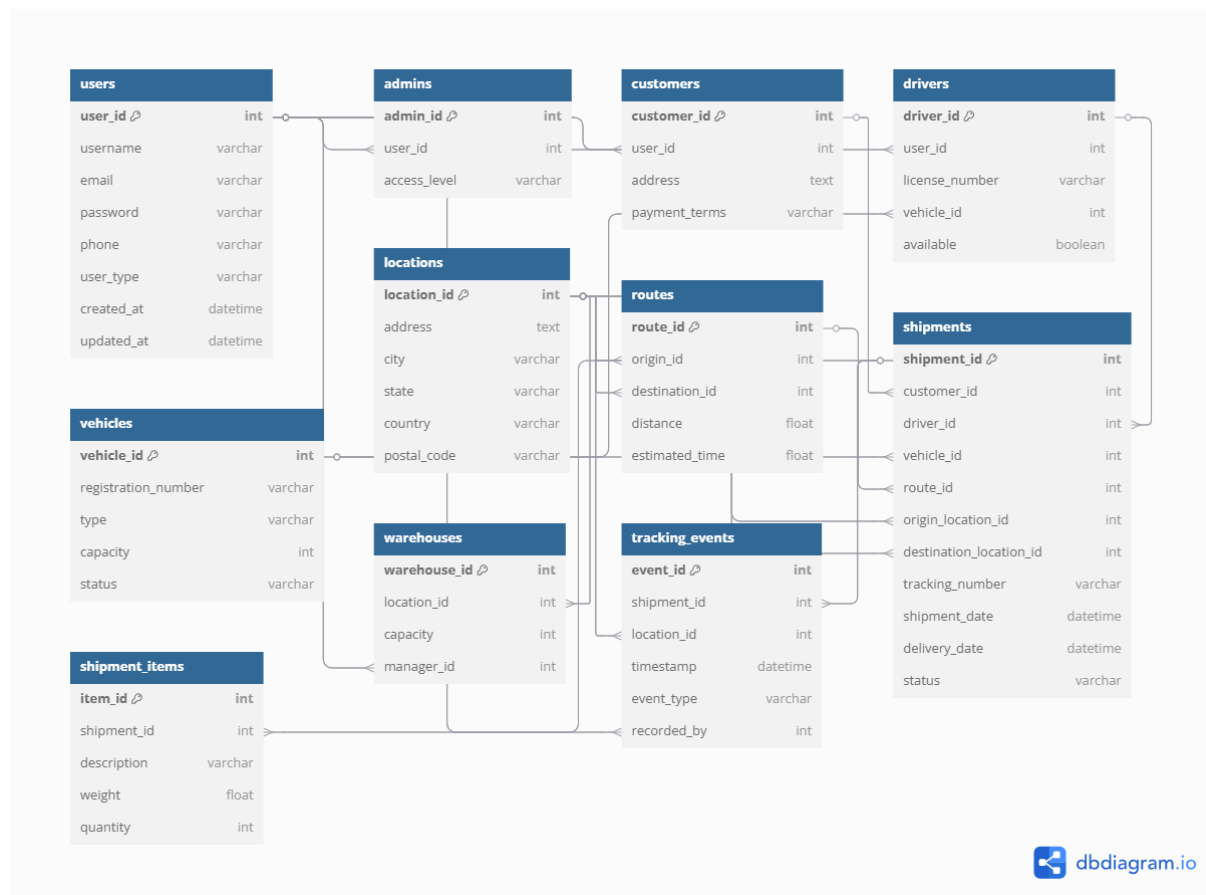 users
user_id int
username varchar
email varchar
password varchar
phone varchar
user_type varchar
created_at datetime
updated_at datetime
admins
admin_id int
user_id int
access_level varchar
customers
customer_id int
user_id int
address text
payment_terms varchar
drivers
driver_id int
user_id int
license_number varchar
vehicle_id int
available boolean
locations
location_id int
address text
city varchar
state varchar
country varchar
postal_code varchar
routes
route_id int
origin_id int
destination_id int
distance float
estimated_time float
shipments
shipment_id int
customer_id int
driver_id int
vehicle_id int
route_id int
origin_location_id int
destination_location_id int
tracking_number varchar
shipment_date datetime
delivery_date datetime
status varchar
vehicles
vehicle_id int
registration_number varchar
type varchar
capacity int
status varchar
warehouses
warehouse_id int
location_id int
capacity int
manager_id int
tracking_events
event_id int
shipment_id int
location_id int
timestamp datetime
event_type varchar
recorded_by int
shipment_items
item_id int
shipment_id int
description varchar
weight float
quantity int
dbdiagram.io